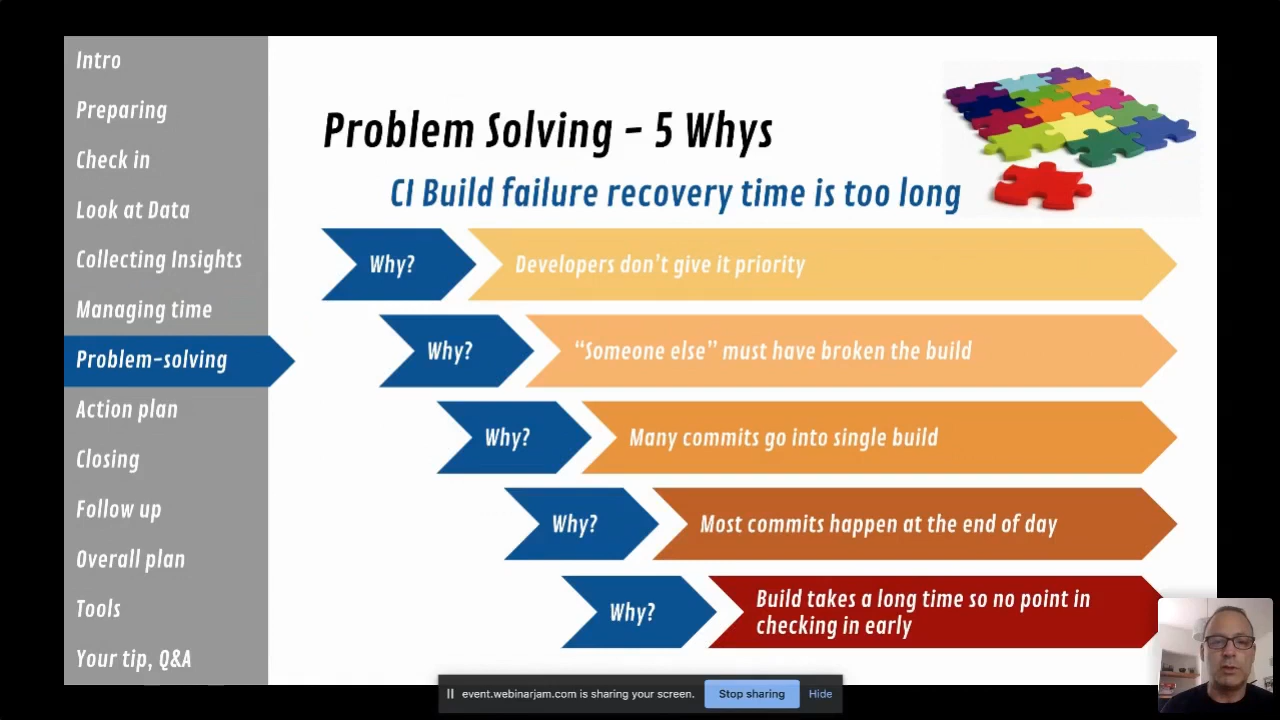 Intro
Preparing
Check in
Look at Data
Collecting Insights
Managing time
Problem-solving
Action plan
Closing
Follow up
Overall plan
Tools
Your tip, Q&A
Problem Solving - 5 Whys
CI Build failure recovery time is too long
Why?
Developers don't give it priority
Why?
“Someone else” must have broken the build
Why?
Many commits go into single build
Why?
Most commits happen at the end of day
Why?
Build takes a long time so no point in
checking in early
event.webinarjam.com is sharing your screen.
Stop sharing
Hide